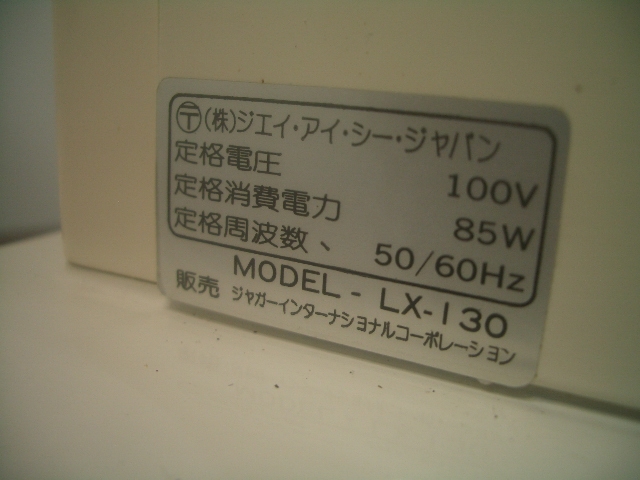 〶(株)ジエイ・アイ・シー・ジャパン
定格電圧 100V
定格消費電力 85W
定格周波数、 50/60Hz
MODEL - LX-130
販売 ジャガーインターナショナルコーポレーション